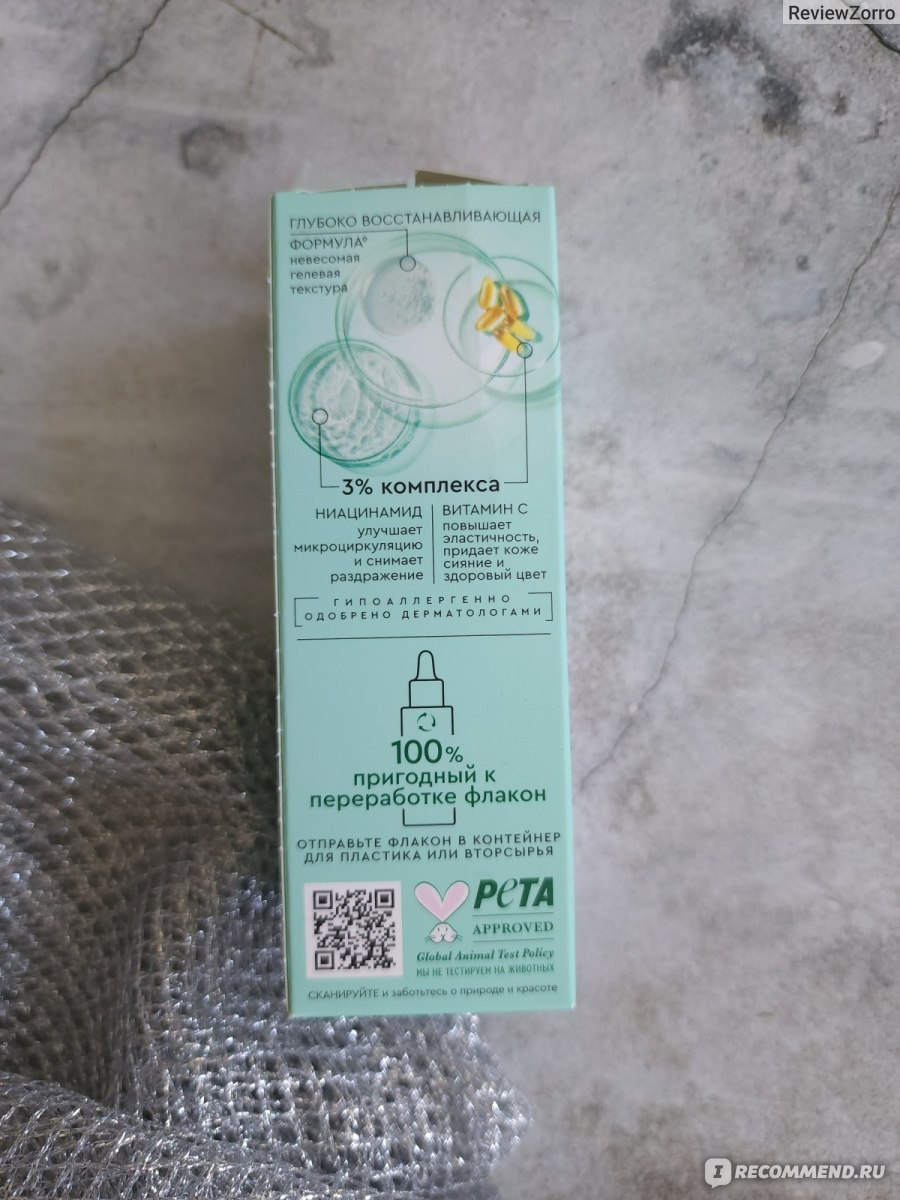 ReviewZorro
ГЛУБОКО ВОССТАНАВЛИВАЮЩАЯ
ФОРМУЛА°
невесомая
гелевая
текстура
3% комплекса
НИАЦИНАМИД
улучшает
микроциркуляцию
и снимает
раздражение
ВИТАМИН С
повышает
эластичность,
придает коже
сияние и
здоровый цвет
ГИПОАЛЛЕРГЕННО
ОДОБРЕНО ДЕРМАТОЛОГАМИ
100%
пригодный к
переработке флакон
ОТПРАВЬТЕ ФЛАКОН В КОНТЕЙНЕР
ДЛЯ ПЛАСТИКА ИЛИ ВТОРСЫРЬЯ
PETA
APPROVED
Global Animal Test Policy
МЫ НЕ ТЕСТИРУЕМ НА ЖИВОТНЫХ
СКАНИРУЙТЕ и заботьтесь о природе и красоте
I RECOMMEND.RU